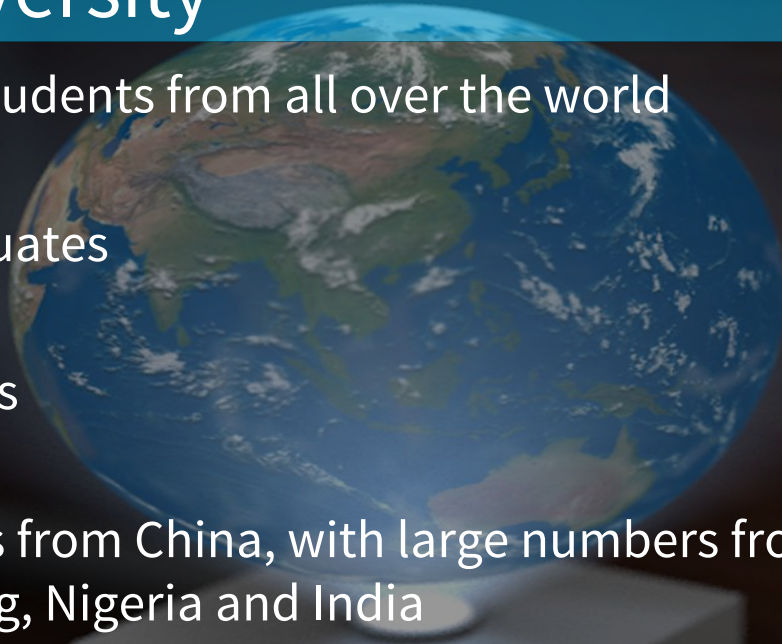 versity
udents from all over the world
uates
s
s from China, with large numbers fro
g, Nigeria and India